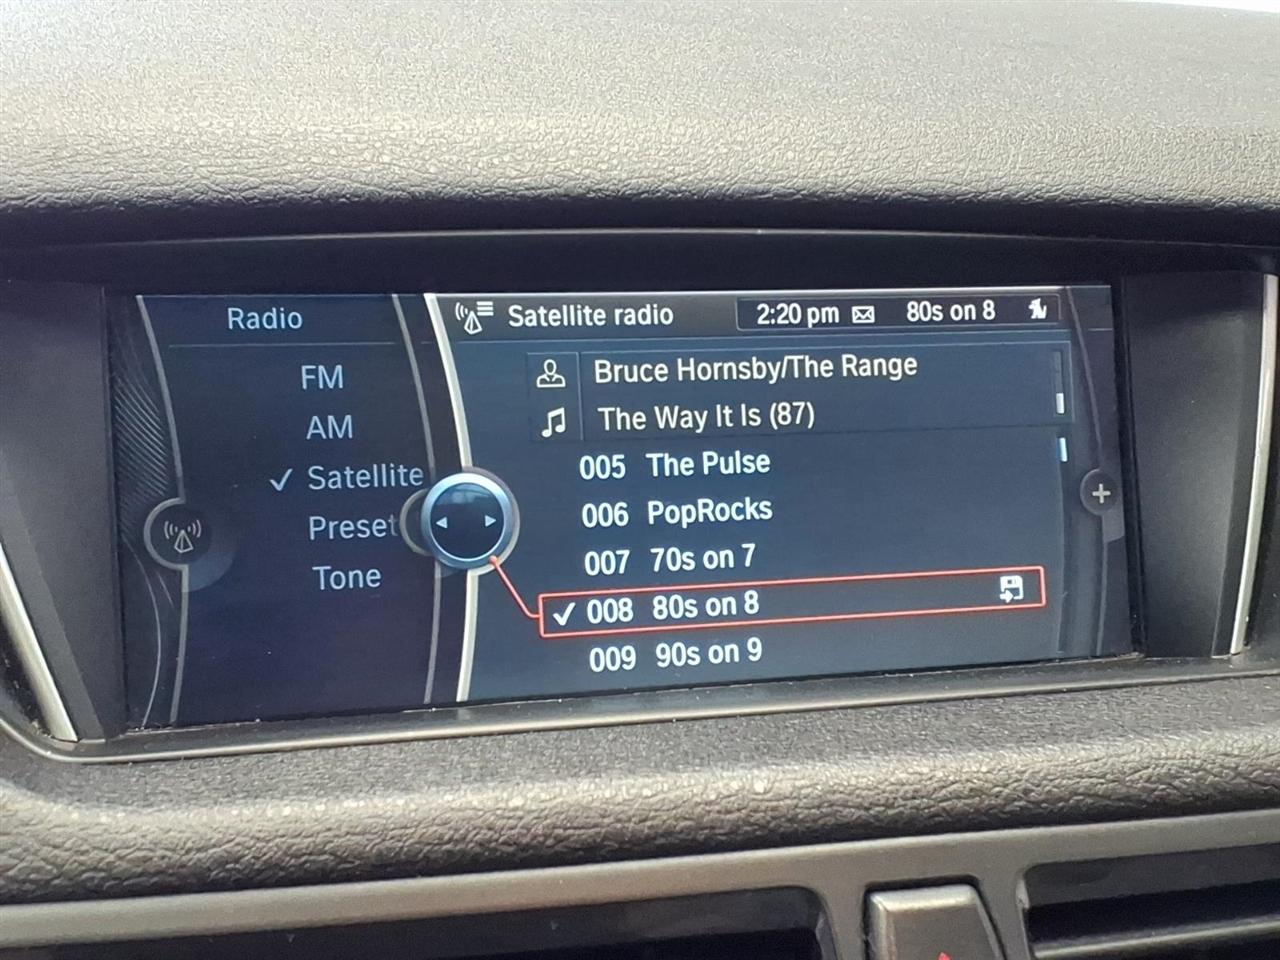 Radio
FM
AM
Satellite
Preset
Tone
Satellite radio
2:20 pm 80s on 8
Bruce Hornsby/The Range
The Way It Is (87)
005 The Pulse
006 PopRocks
007 70s on 7
008 80s on 8
009 90s on 9